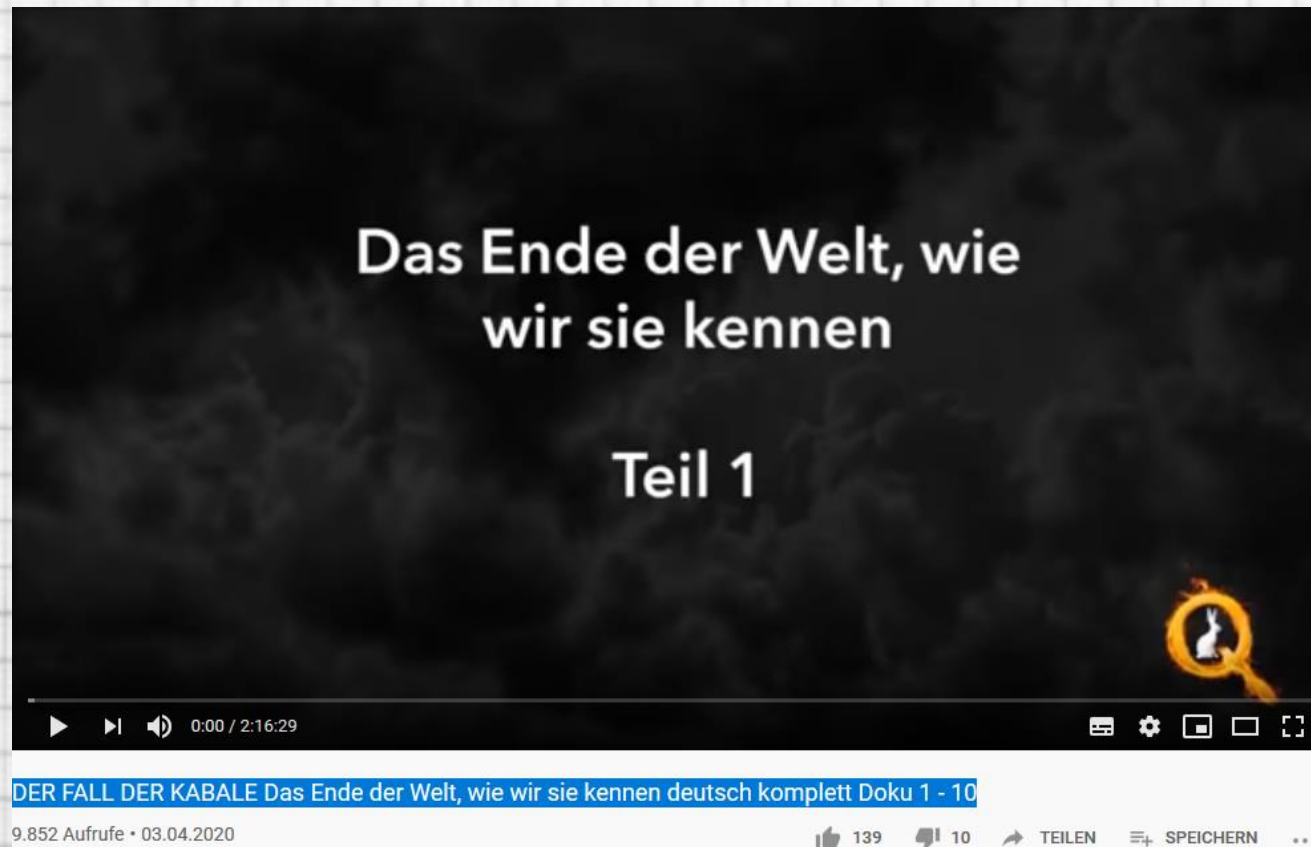 Das Ende der Welt, wie
wir sie kennen
Teil 1
Q
0:00 / 2:16:29
DER FALL DER KABALE Das Ende der Welt, wie wir sie kennen deutsch komplett Doku 1 - 10
9.852 Aufrufe • 03.04.2020
139 10 TEILEN SPEICHERN